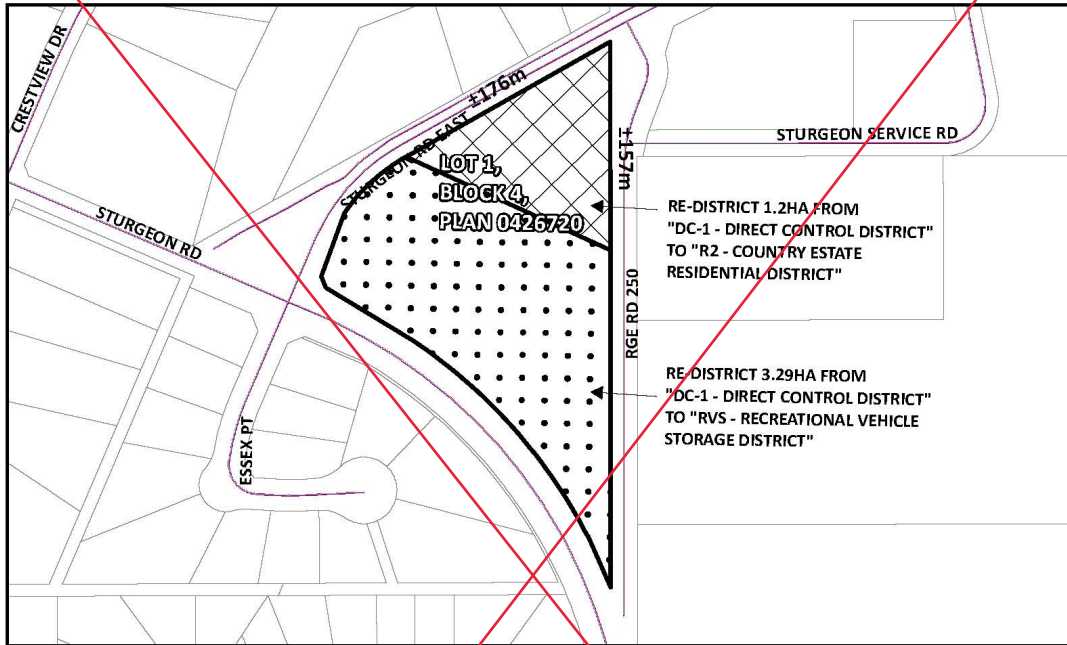 CRESTVIEW DR
±176m
STURGEON RD EAST
±157m
STURGEON SERVICE RD
LOT 1,
BLOCK 4,
PLAN 0426720
STURGEON RD
RE-DISTRICT 1.2HA FROM
"DC-1 - DIRECT CONTROL DISTRICT"
TO "R2 - COUNTRY ESTATE
RESIDENTIAL DISTRICT"
RGE RD 250
RE-DISTRICT 3.29HA FROM
"DC-1 - DIRECT CONTROL DISTRICT"
TO "RVS - RECREATIONAL VEHICLE
STORAGE DISTRICT"
ESSEX PT